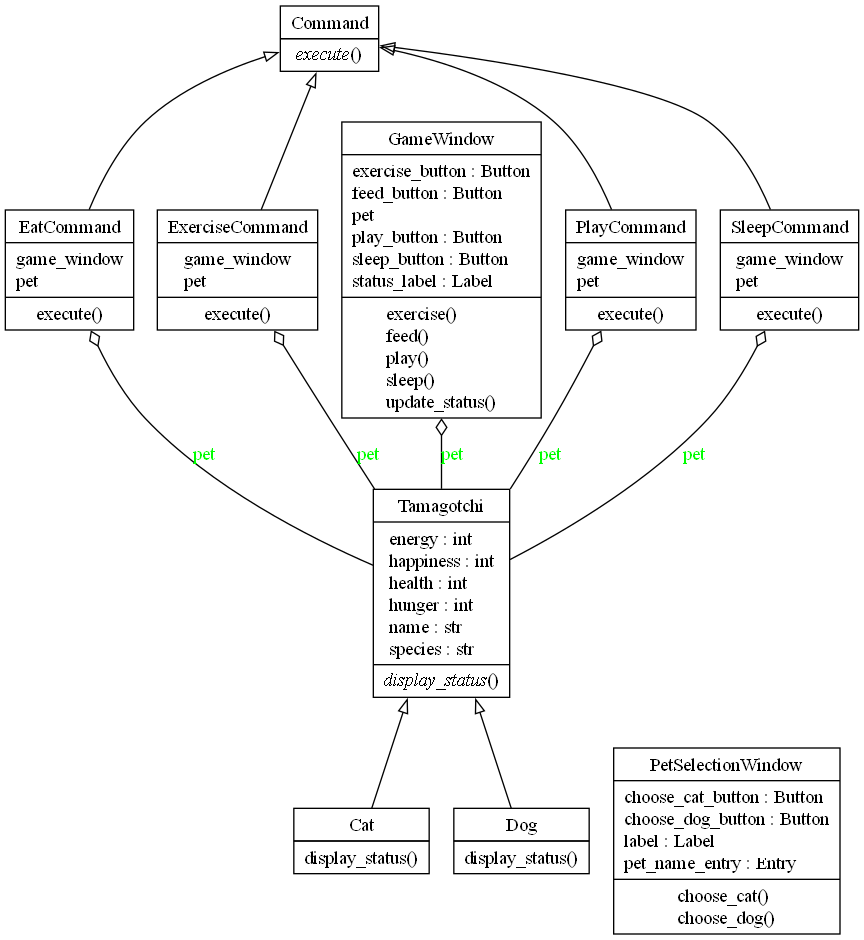 Command
execute()
GameWindow
exercise_button : Button
feed_button : Button
pet
play_button : Button
sleep_button : Button
status_label : Label
exercise()
feed()
play()
sleep()
update_status()
EatCommand
game_window
pet
execute()
ExerciseCommand
game_window
pet
execute()
PlayCommand
game_window
pet
execute()
SleepCommand
game_window
pet
execute()
pet
pet
pet
pet
pet
Tamagotchi
energy : int
happiness : int
health : int
hunger : int
name : str
species : str
display_status()
Cat
display_status()
Dog
display_status()
PetSelectionWindow
choose_cat_button : Button
choose_dog_button : Button
label : Label
pet_name_entry : Entry
choose_cat()
choose_dog()